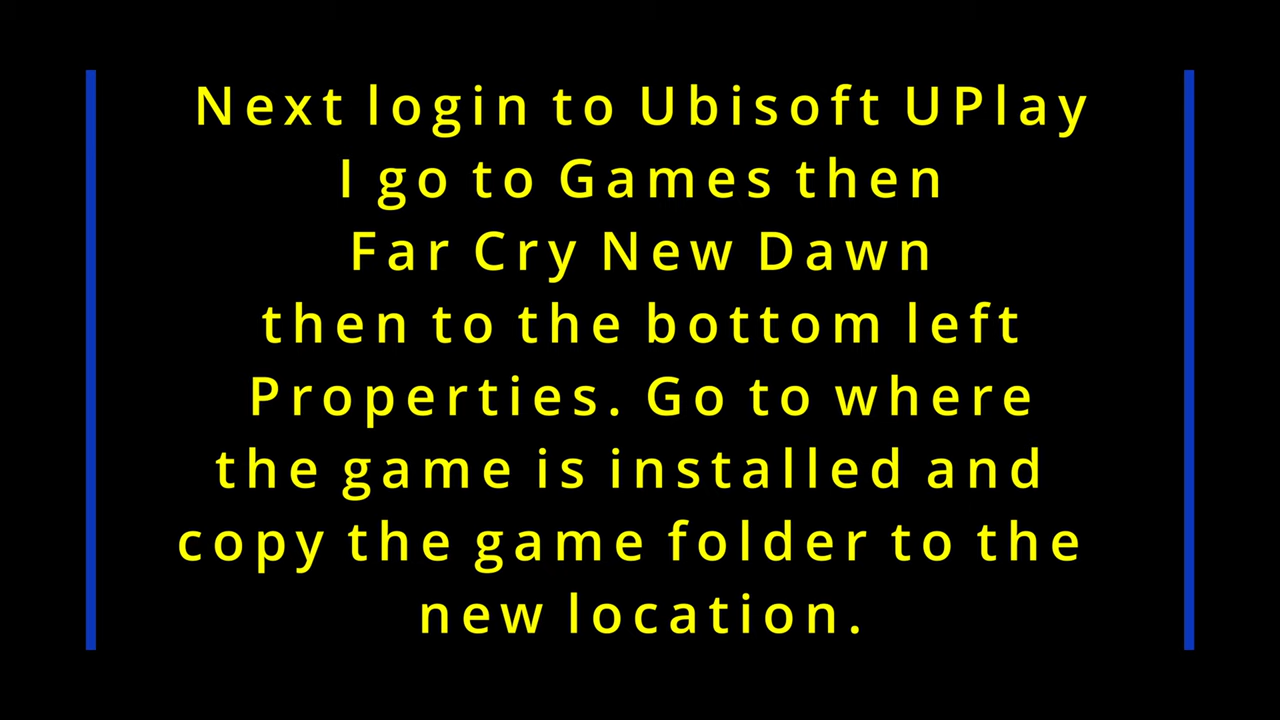 Next login to Ubisoft UPlay
I go to Games then
Far Cry New Dawn
then to the bottom left
Properties. Go to where
the game is installed and
copy the game folder to the
new location.